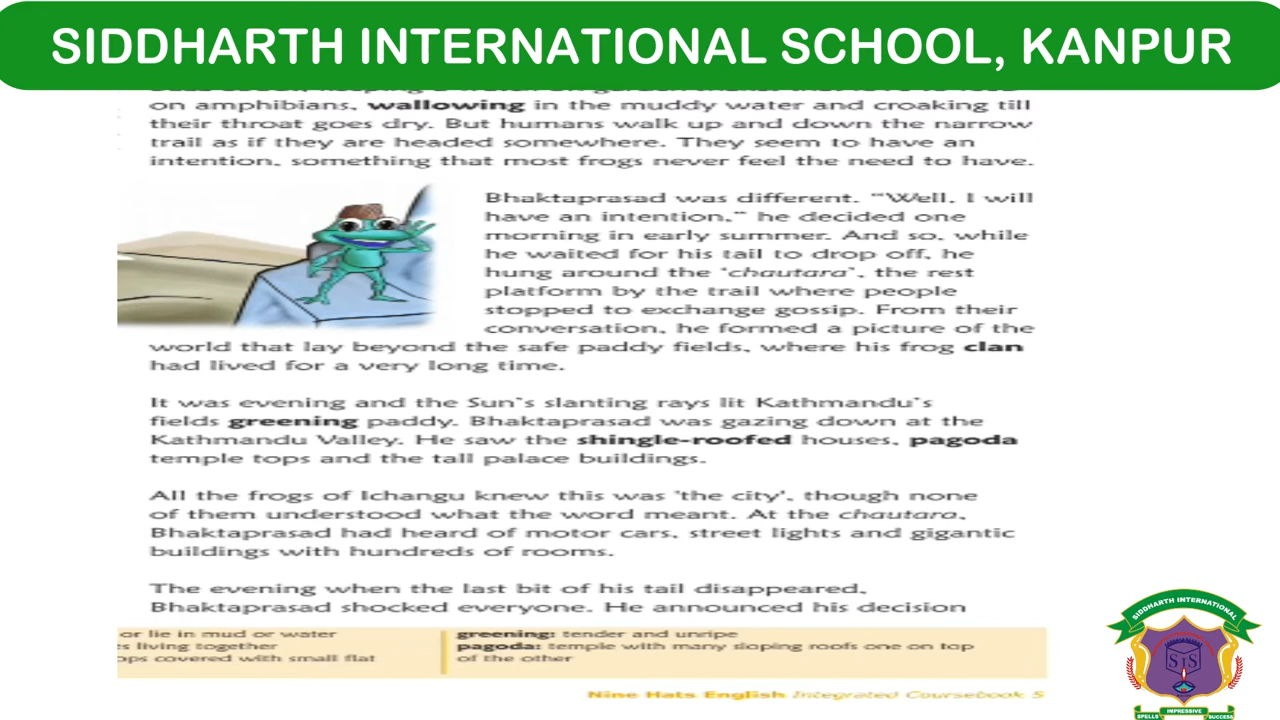 SIDDHARTH INTERNATIONAL SCHOOL, KANPUR
on amphibians, wallowing in the muddy water and croaking till
their throat goes dry. But humans walk up and down the narrow
trail as if they are headed somewhere. They seem to have an
intention, something that most frogs never feel the need to have.
Bhaktaprasad was different. "Well, I will
have an intention," he decided one
morning in early summer. And so, while
he waited for his tail to drop off, he
hung around the 'chautara', the rest
platform by the trail where people
stopped to exchange gossip. From their
conversation, he formed a picture of the
world that lay beyond the safe paddy fields, where his frog clan
had lived for a very long time.
It was evening and the Sun's slanting rays lit Kathmandu's
fields greening paddy. Bhaktaprasad was gazing down at the
Kathmandu Valley. He saw the shingle-roofed houses, pagoda
temple tops and the tall palace buildings.
All the frogs of Ichangu knew this was 'the city', though none
of them understood what the word meant. At the chautara,
Bhaktaprasad had heard of motor cars, street lights and gigantic
buildings with hundreds of rooms.
The evening when the last bit of his tail disappeared,
Bhaktaprasad shocked everyone. He announced his decision
or lie in mud or water
s living together
ops covered with small flat
greening: tender and unripe
pagoda: temple with many sloping roofs one on top
of the other
Nine Hats English Integrated Coursebook 5
SIDDHARTH INTERNATIONAL
SIS
SPELLS IMPRESSIVE SUCCESS